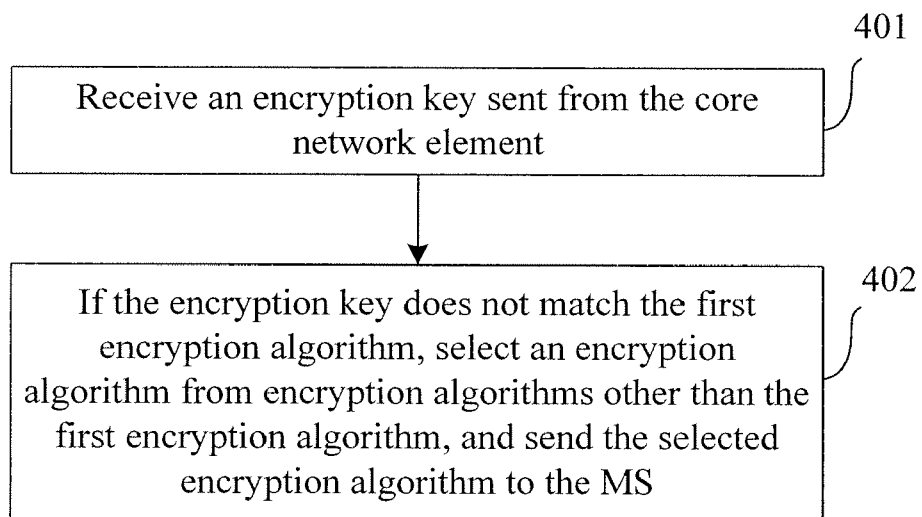 401
Receive an encryption key sent from the core
network element
402
If the encryption key does not match the first
encryption algorithm, select an encryption
algorithm from encryption algorithms other than the
first encryption algorithm, and send the selected
encryption algorithm to the MS